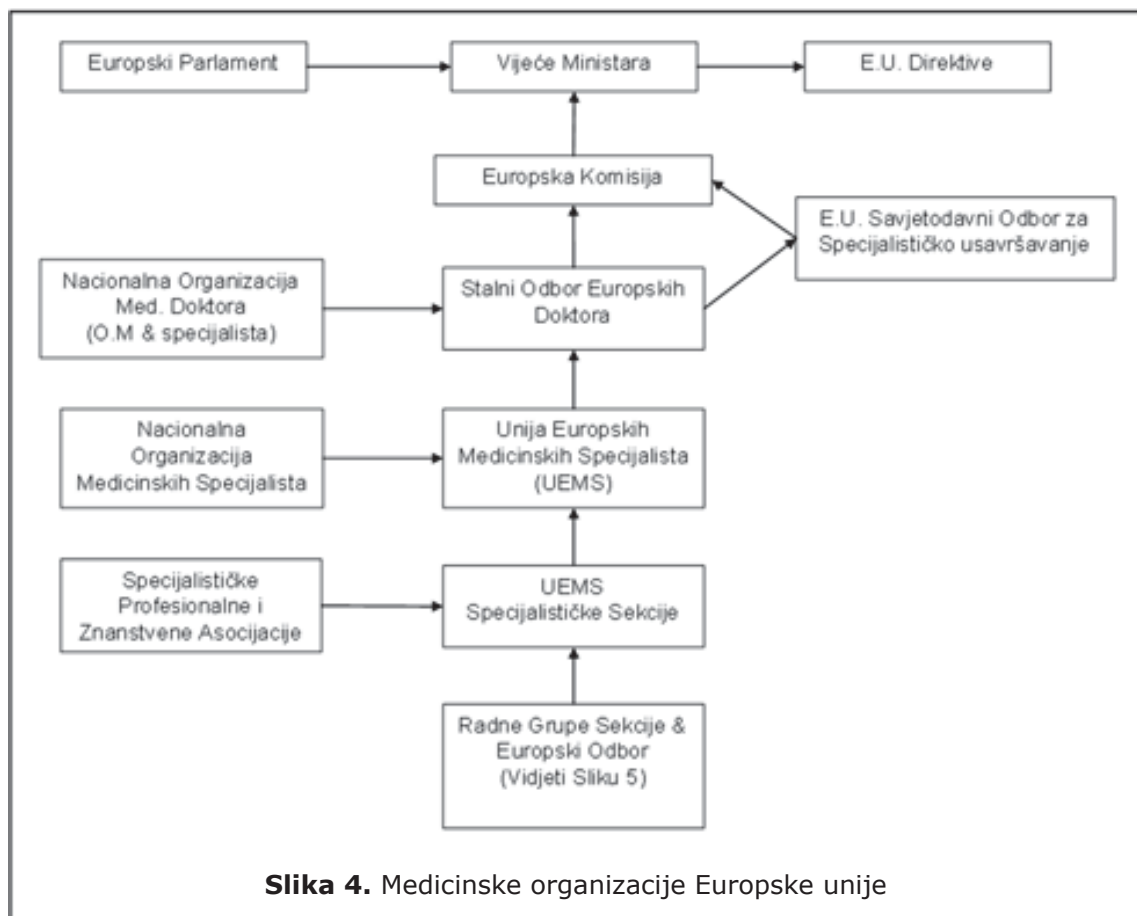 Europski Parlament
Vijeće Ministara
E.U. Direktive
Europska Komisija
E.U. Savjetodavni Odbor za
Specijalističko usavršavanje
Nacionalna Organizacija
Med. Doktora
(O.M & specijalista)
Stalni Odbor Europskih
Doktora
Nacionalna
Organizacija
Medicinskih Specijalista
Unija Europskih
Medicinskih Specijalista
(UEMS)
Specijalističke
Profesionalne i
Znanstvene Asocijacije
UEMS
Specijalističke Sekcije
Radne Grupe Sekcije &
Europski Odbor
(Vidjeti Sliku 5)
Slika 4. Medicinske organizacije Europske unije